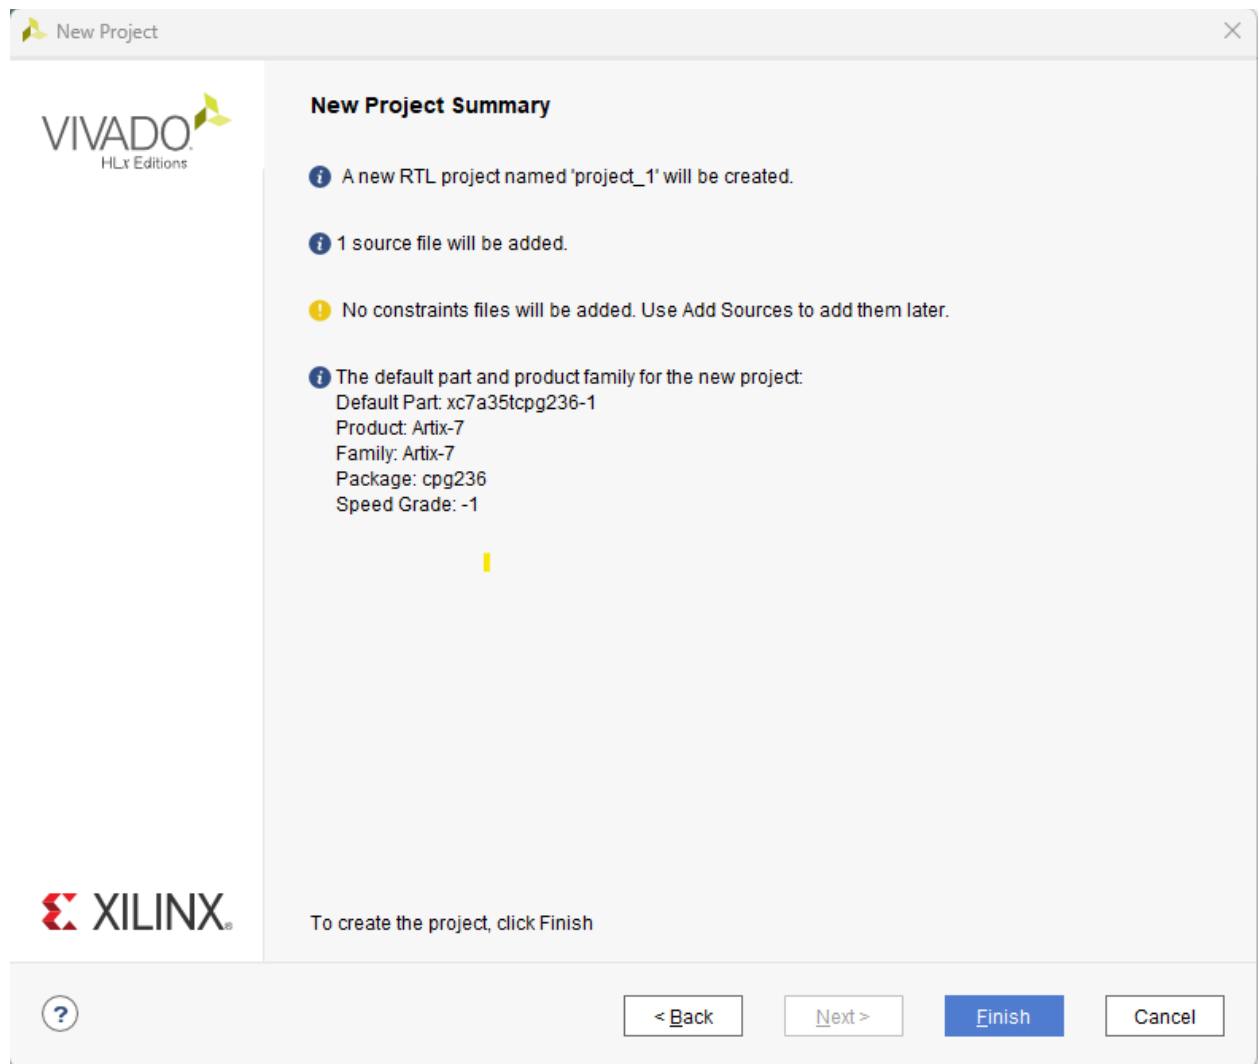 New Project
VIVADO.
HLx Editions
New Project Summary
A new RTL project named 'project_1' will be created.
1 source file will be added.
No constraints files will be added. Use Add Sources to add them later.
The default part and product family for the new project:
Default Part: xc7a35tcpg236-1
Product: Artix-7
Family: Artix-7
Package: cpg236
Speed Grade: -1
XILINX®
To create the project, click Finish
?
< Back
Next >
Finish
Cancel